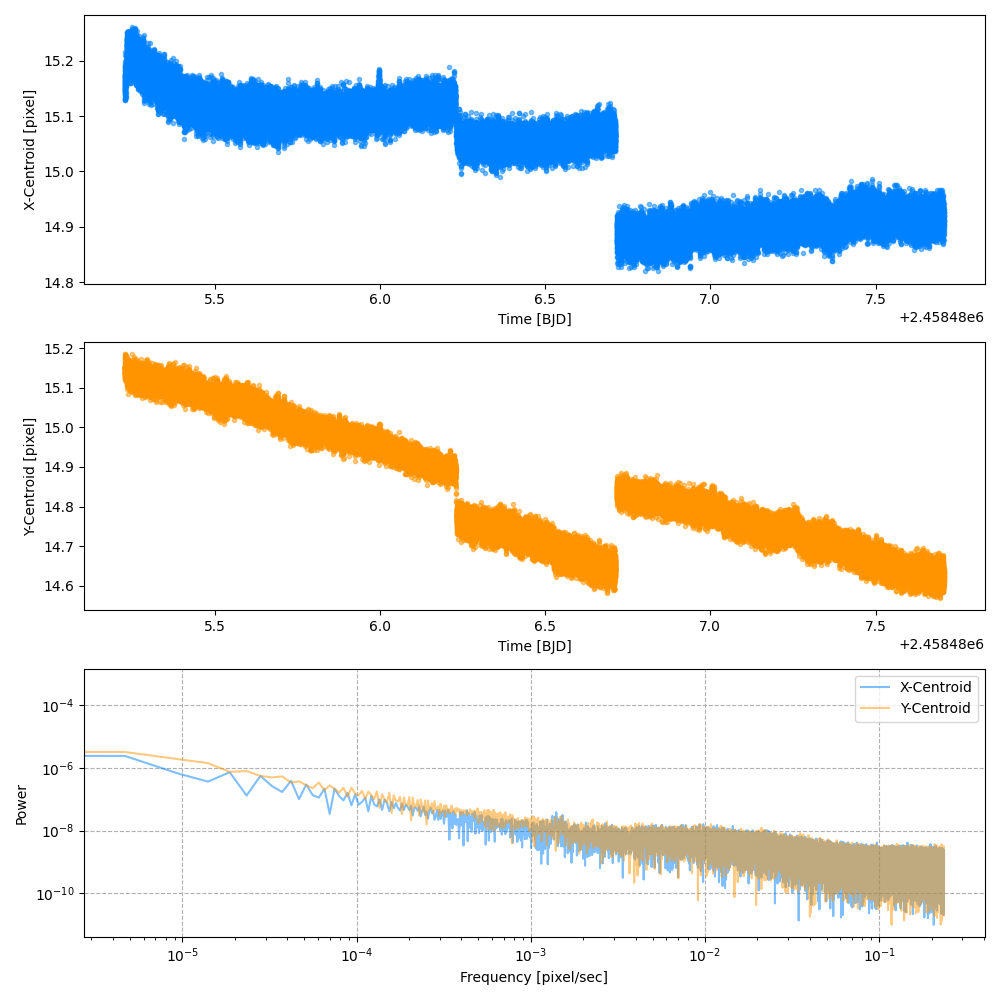 15.2
15.1
15.0
14.9
14.8
X-Centroid [pixel]
5.5 6.0 6.5 7.0 7.5
Time [BJD]
+2.45848e6
15.2
15.1
15.0
14.9
14.8
14.7
14.6
Y-Centroid [pixel]
5.5 6.0 6.5 7.0 7.5
Time [BJD]
+2.45848e6
X-Centroid
Y-Centroid
10⁻⁴
10⁻⁶
10⁻⁸
10⁻¹⁰
Power
10⁻⁵ 10⁻⁴ 10⁻³ 10⁻² 10⁻¹
Frequency [pixel/sec]